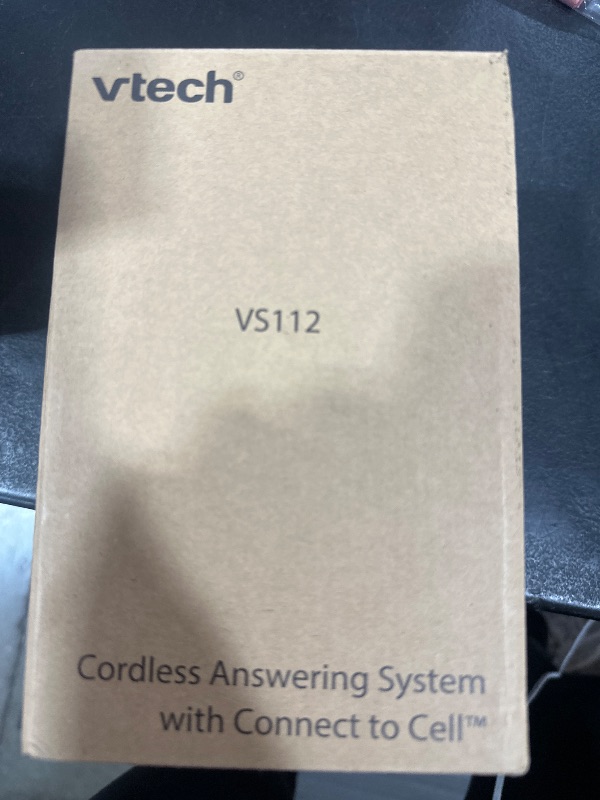 vtech®
VS112
Cordless Answering System
with Connect to Cell™